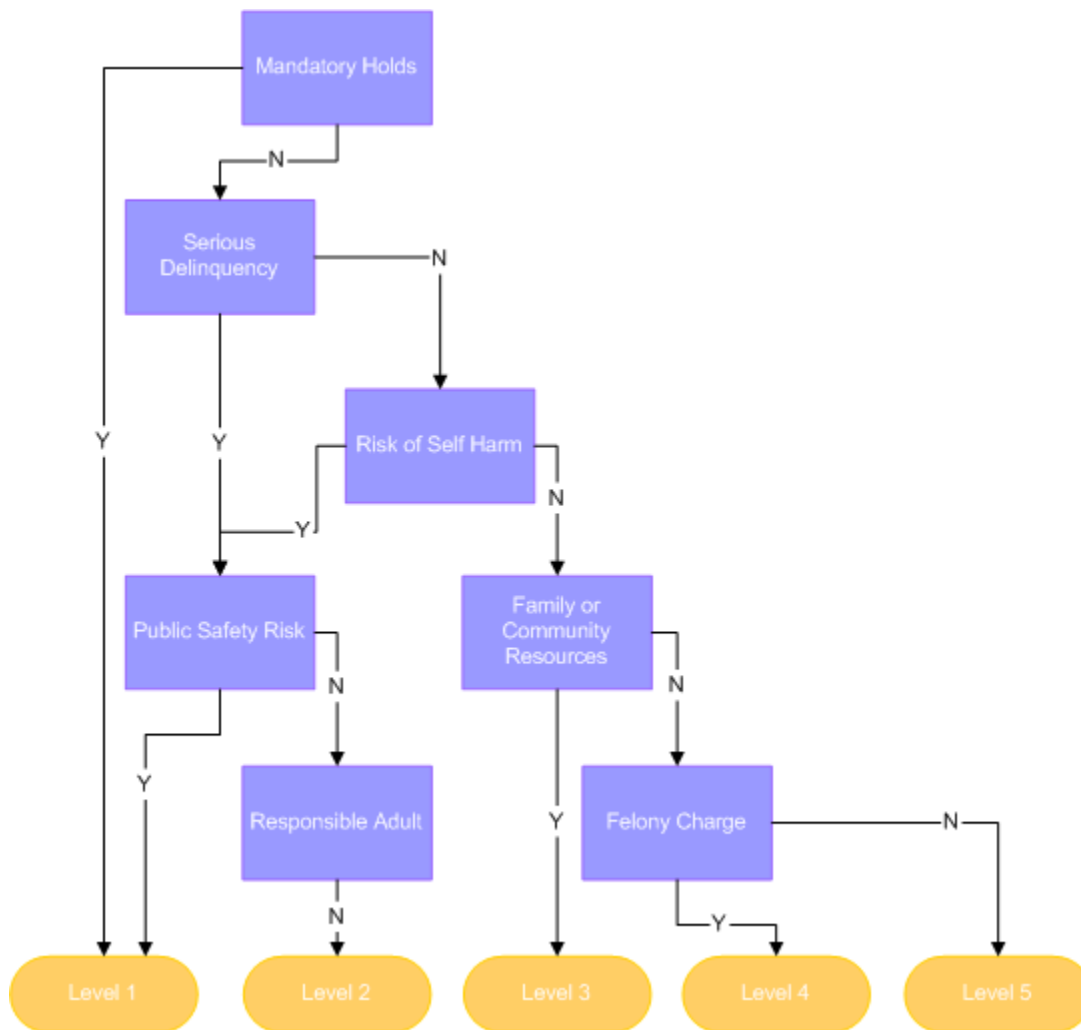 Mandatory Holds
N
Serious
Delinquency
N
Risk of Self Harm
Y
Y
N
Y
Public Safety Risk
Family or
Community
Resources
N
N
Y
Responsible Adult
Y
Felony Charge
N
N
Y
Level 1
Level 2
Level 3
Level 4
Level 5